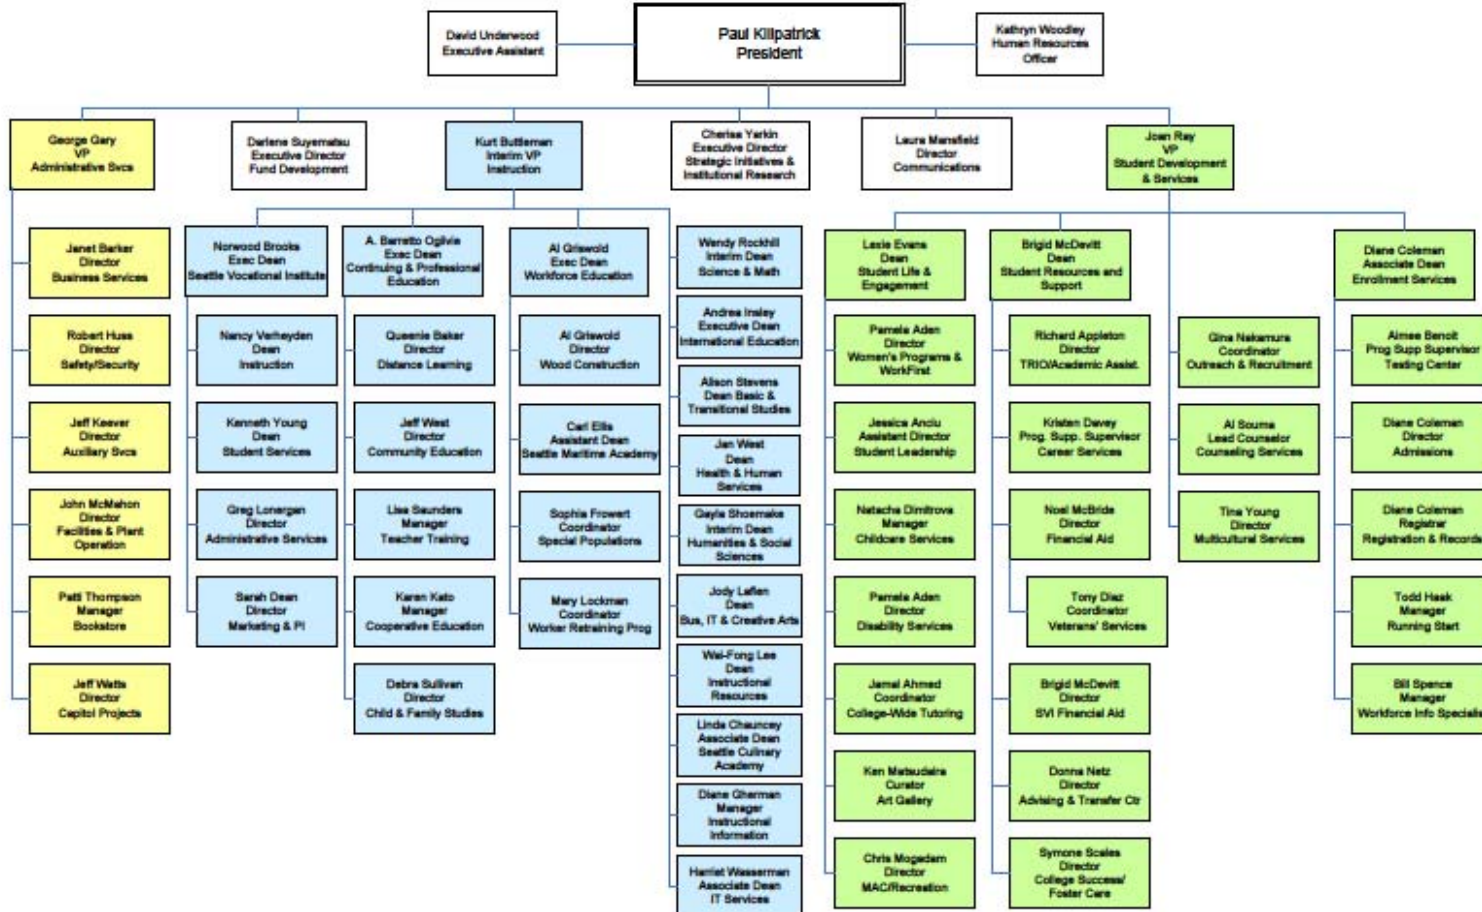 David Underwood
Executive Assistant
Paul Killpatrick
President
Kathryn Woodley
Human Resources
Officer
George Gary
VP
Administrative Svcs
Darlene Suyematsu
Executive Director
Fund Development
Kurt Buttleman
Interim VP
Instruction
Cherisa Yarkin
Executive Director
Strategic Initiatives &
Institutional Research
Laura Mansfield
Director
Communications
Joan Ray
VP
Student Development
& Services
Janet Barker
Director
Business Services
Robert Huss
Director
Safety/Security
Jeff Keever
Director
Auxiliary Svcs
John McMahon
Director
Facilities & Plant
Operation
Patti Thompson
Manager
Bookstore
Jeff Watts
Director
Capitol Projects
Norwood Brooks
Exec Dean
Seattle Vocational Institute
Nancy Verheyden
Dean
Instruction
Kenneth Young
Dean
Student Services
Greg Lonergan
Director
Administrative Services
Sarah Dean
Director
Marketing & PI
A. Barretto Ogilvie
Exec Dean
Continuing & Professional
Education
Queenie Baker
Director
Distance Learning
Jeff West
Director
Community Education
Lisa Saunders
Manager
Teacher Training
Karen Kato
Manager
Cooperative Education
Debra Sullivan
Director
Child & Family Studies
Al Griswold
Exec Dean
Workforce Education
Al Griswold
Director
Wood Construction
Carl Ellis
Assistant Dean
Seattle Maritime Academy
Sophia Frowert
Coordinator
Special Populations
Mary Lockman
Coordinator
Worker Retraining Prog
Wendy Rockhill
Interim Dean
Science & Math
Andrea Insley
Executive Dean
International Education
Alison Stevens
Dean Basic &
Transitional Studies
Jan West
Dean
Health & Human
Services
Gayla Shoemake
Interim Dean
Humanities & Social
Sciences
Jody Laflen
Dean
Bus, IT & Creative Arts
Wai-Fong Lee
Dean
Instructional
Resources
Linda Chauncey
Associate Dean
Seattle Culinary
Academy
Diane Gherman
Manager
Instructional
Information
Harriet Wasserman
Associate Dean
IT Services
Lexie Evans
Dean
Student Life &
Engagement
Pamela Aden
Director
Women's Programs &
WorkFirst
Jessica Anciu
Assistant Director
Student Leadership
Natacha Dimitrova
Manager
Childcare Services
Pamela Aden
Director
Disability Services
Jamal Ahmed
Coordinator
College-Wide Tutoring
Ken Matsudaira
Curator
Art Gallery
Chris Mogadam
Director
MAC/Recreation
Brigid McDevitt
Dean
Student Resources and
Support
Richard Appleton
Director
TRIO/Academic Assist.
Kristen Davey
Prog. Supp. Supervisor
Career Services
Noel McBride
Director
Financial Aid
Tony Diaz
Coordinator
Veterans' Services
Brigid McDevitt
Director
SVI Financial Aid
Donna Netz
Director
Advising & Transfer Ctr
Symone Scales
Director
College Success/
Foster Care
Gina Nakamura
Coordinator
Outreach & Recruitment
Al Souma
Lead Counselor
Counseling Services
Tina Young
Director
Multicultural Services
Diane Coleman
Associate Dean
Enrollment Services
Aimee Benoit
Prog Supp Supervisor
Testing Center
Diane Coleman
Director
Admissions
Diane Coleman
Registrar
Registration & Records
Todd Haak
Manager
Running Start
Bill Spence
Manager
Workforce Info Specialis